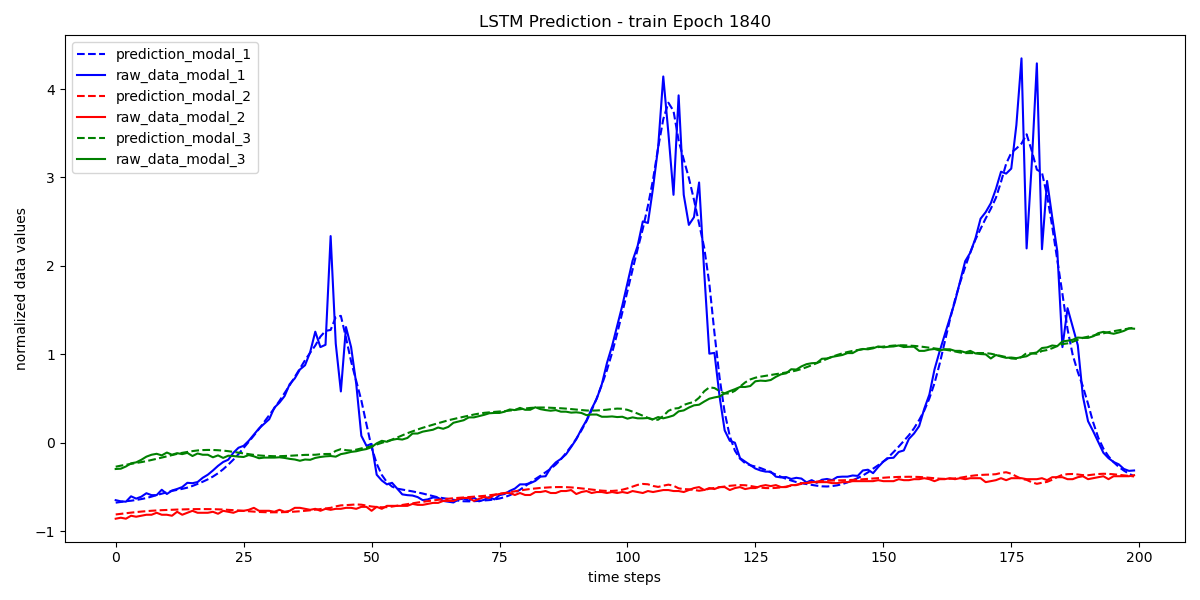 LSTM Prediction - train Epoch 1840
prediction_modal_1
raw_data_modal_1
prediction_modal_2
raw_data_modal_2
prediction_modal_3
raw_data_modal_3
normalized data values
4
3
2
1
0
−1
0 25 50 75 100 125 150 175 200
time steps